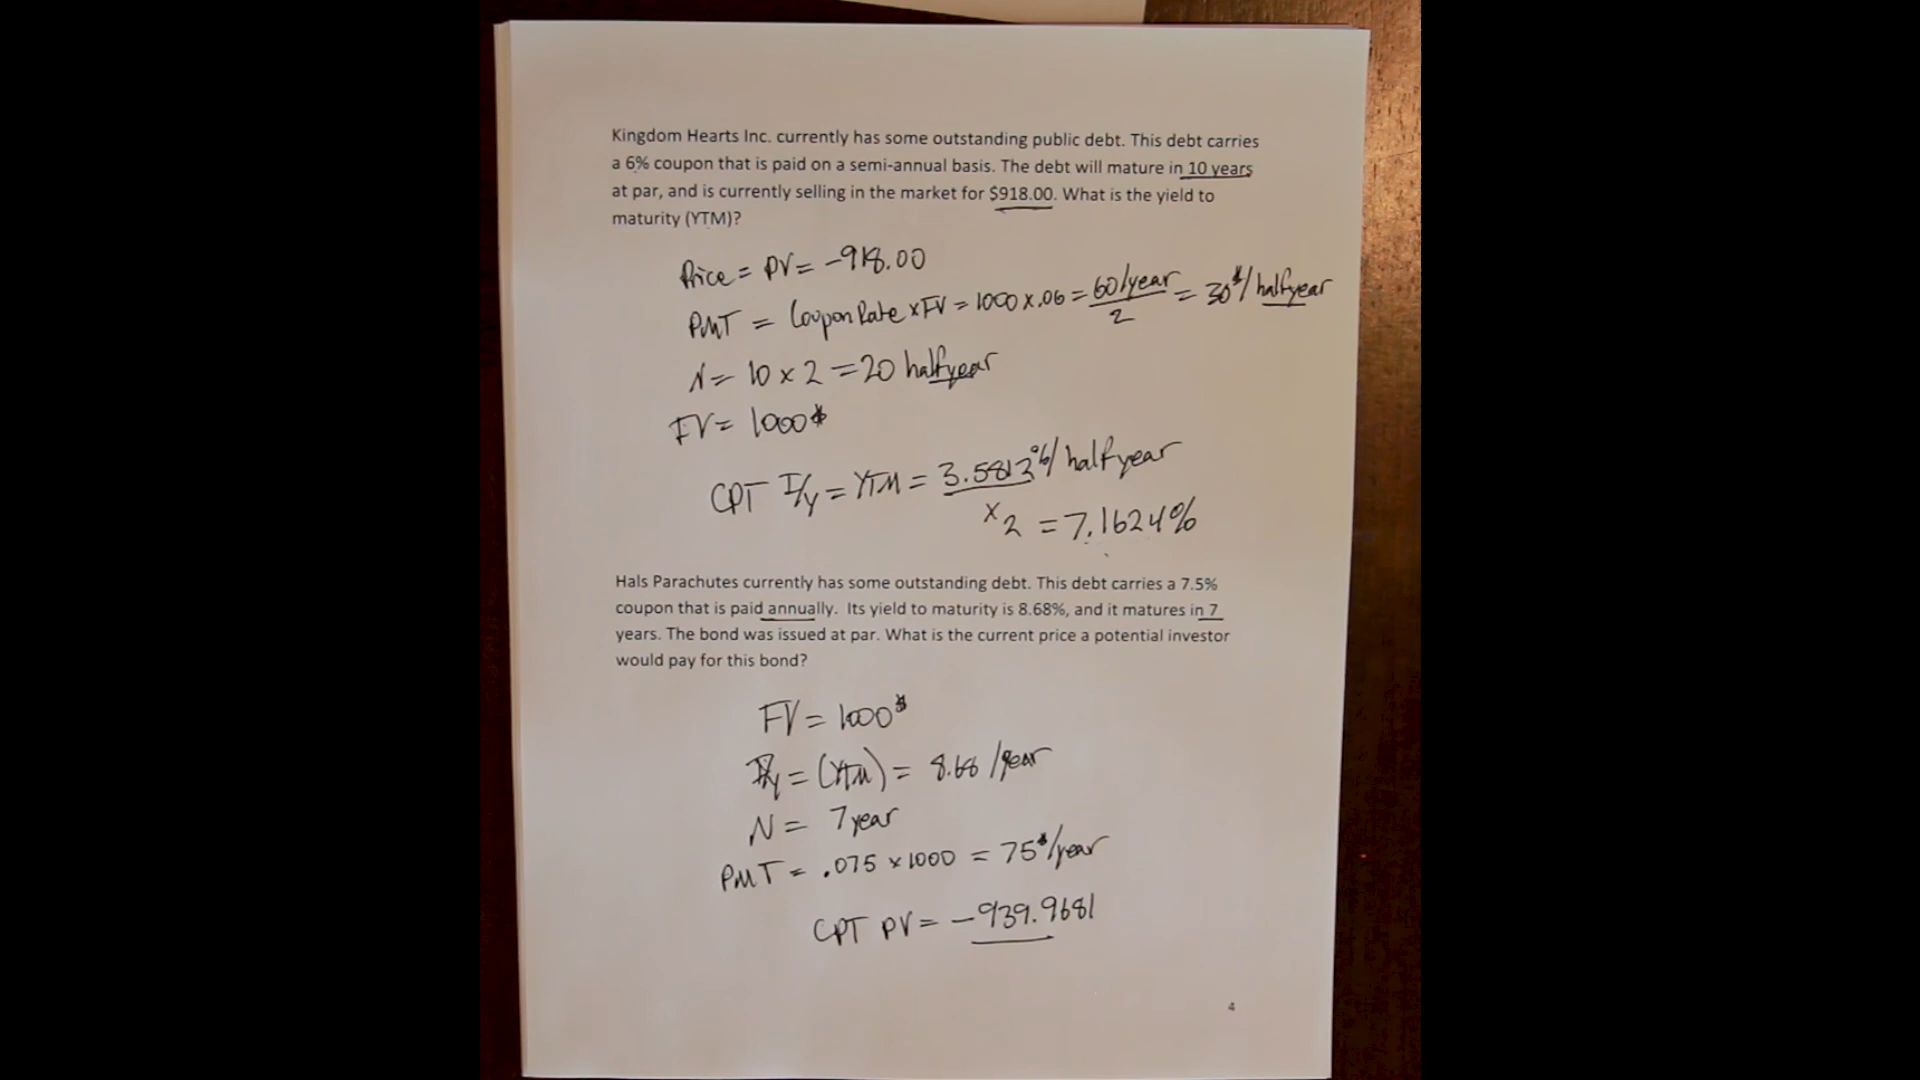 Kingdom Hearts Inc. currently has some outstanding public debt. This debt carries
a 6% coupon that is paid on a semi-annual basis. The debt will mature in 10 years
at par, and is currently selling in the market for $918.00. What is the yield to
maturity (YTM)?
Price = PV = -918.00
PMT = Coupon Rate x FV = 1000 x .06 = 60/year / 2 = 30$/halfyear
N = 10 x 2 = 20 halfyear
FV = 1000$
CPT I/Y = YTM = 3.5812%/halfyear
x 2 = 7.1624%
Hals Parachutes currently has some outstanding debt. This debt carries a 7.5%
coupon that is paid annually. Its yield to maturity is 8.68%, and it matures in 7
years. The bond was issued at par. What is the current price a potential investor
would pay for this bond?
FV = 1000$
I/Y = (YTM) = 8.68 /year
N = 7 year
PMT = .075 x 1000 = 75$/year
CPT PV = -939.9681
4